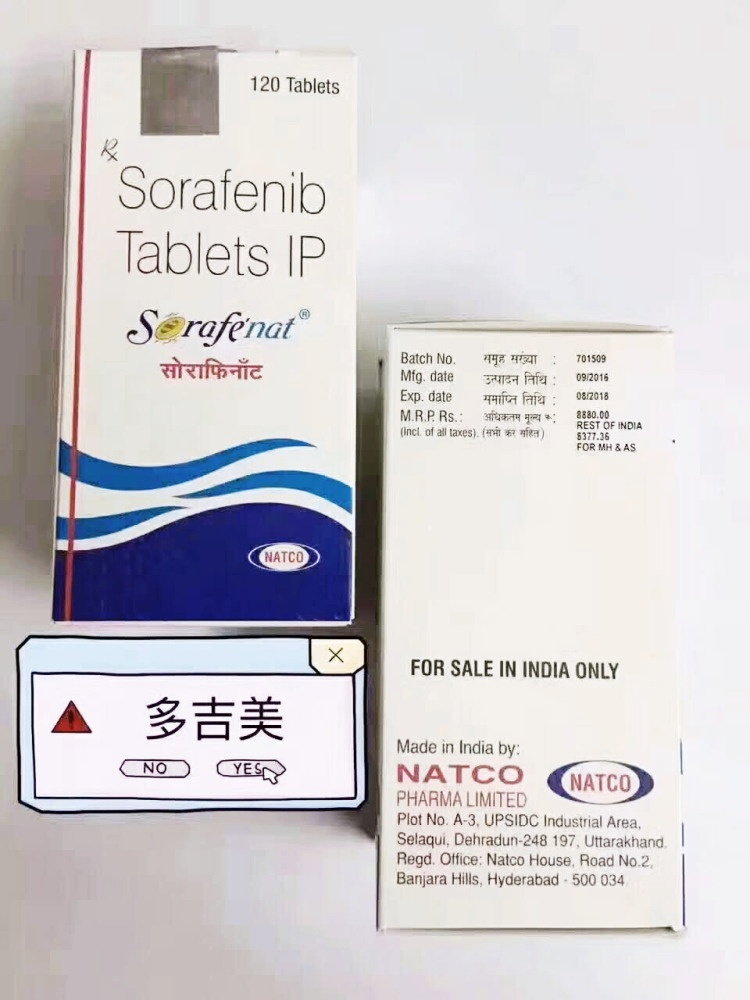 120 Tablets
Rx
Sorafenib
Tablets IP
Sorafenat®
सोराफिनॉट
NATCO
Batch No. समूह संख्या : 701509
Mfg. date उत्पादन तिथि : 09/2016
Exp. date समाप्ति तिथि : 08/2018
M.R.P. Rs.: अधिकतम मूल्य रू: 8880.00
(Incl. of all taxes). (सभी कर सहित) REST OF INDIA
8377.36
FOR MH & AS
FOR SALE IN INDIA ONLY
Made in India by:
NATCO NATCO
PHARMA LIMITED
Plot No. A-3, UPSIDC Industrial Area,
Selaqui, Dehradun-248 197, Uttarakhand.
Regd. Office: Natco House, Road No.2,
Banjara Hills, Hyderabad - 500 034.
多吉美
NO YES